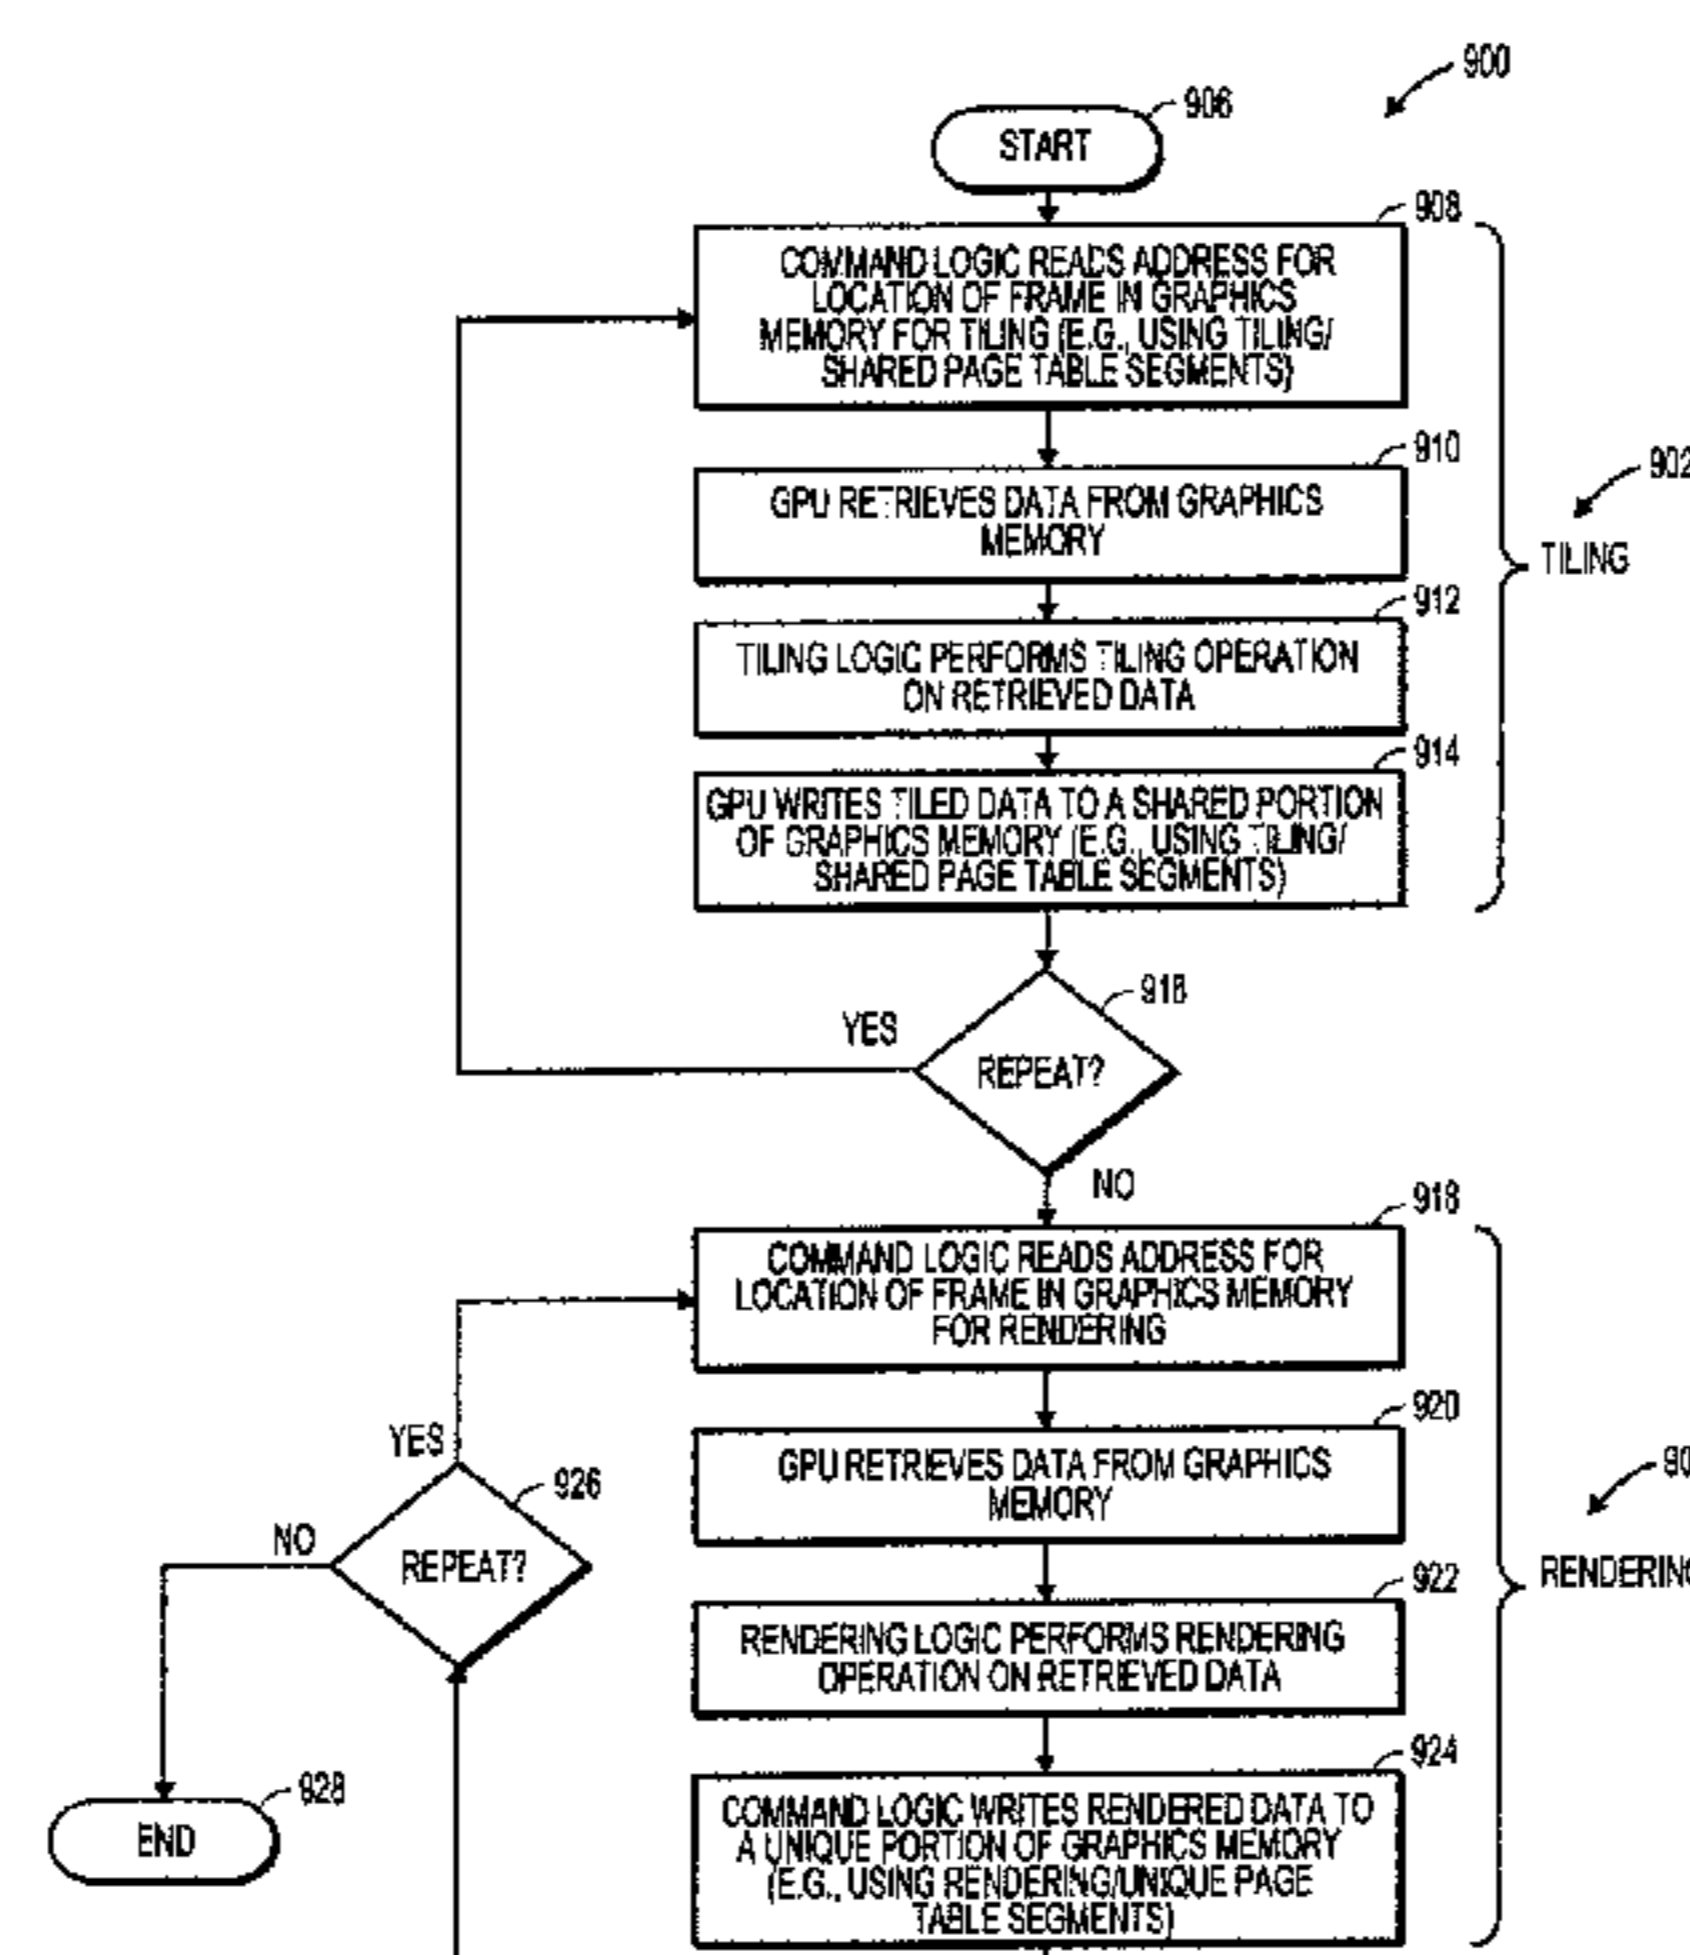 900
906
START
908
COMMAND LOGIC READS ADDRESS FOR
LOCATION OF FRAME IN GRAPHICS
MEMORY FOR TILING (E.G., USING TILING/
SHARED PAGE TABLE SEGMENTS)
910
902
GPU RETRIEVES DATA FROM GRAPHICS
MEMORY
TILING
912
TILING LOGIC PERFORMS TILING OPERATION
ON RETRIEVED DATA
914
GPU WRITES TILED DATA TO A SHARED PORTION
OF GRAPHICS MEMORY (E.G., USING TILING/
SHARED PAGE TABLE SEGMENTS)
916
YES
REPEAT?
NO
918
COMMAND LOGIC READS ADDRESS FOR
LOCATION OF FRAME IN GRAPHICS MEMORY
FOR RENDERING
920
YES
GPU RETRIEVES DATA FROM GRAPHICS
MEMORY
926
NO
REPEAT?
RENDERING
922
RENDERING LOGIC PERFORMS RENDERING
OPERATION ON RETRIEVED DATA
924
928
END
COMMAND LOGIC WRITES RENDERED DATA TO
A UNIQUE PORTION OF GRAPHICS MEMORY
(E.G., USING RENDERING/UNIQUE PAGE
TABLE SEGMENTS)